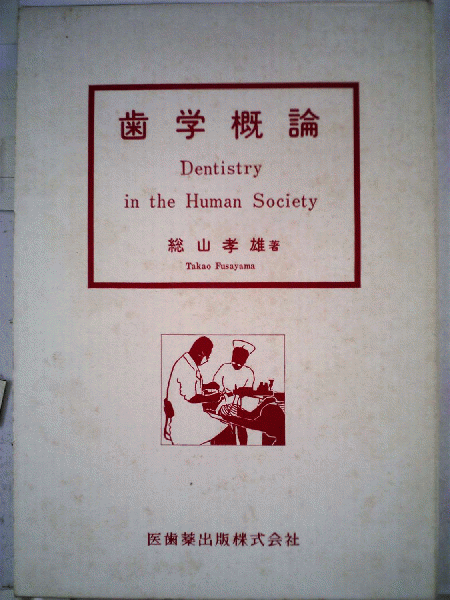 歯学概論
Dentistry
in the Human Society
総山孝雄著
Takao Fusayama
医歯薬出版株式会社